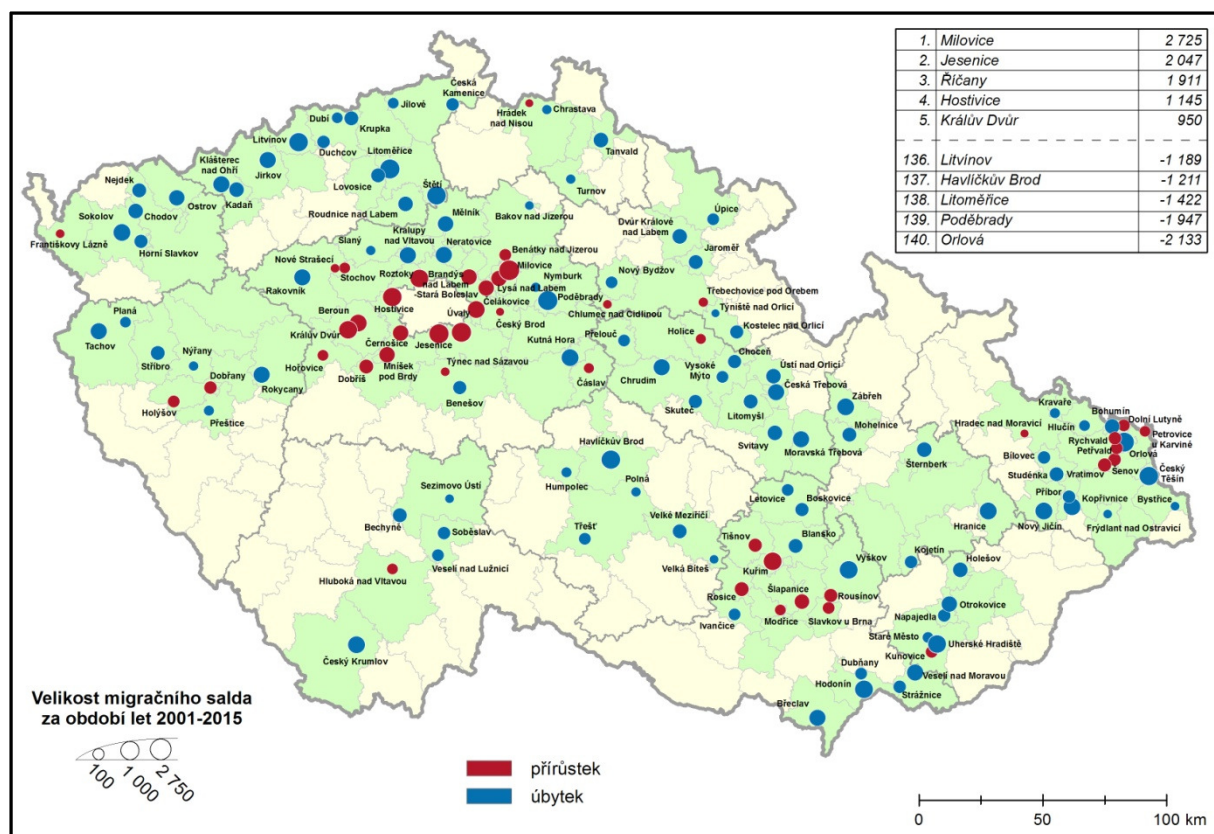 1. Milovice 2 725
2. Jesenice 2 047
3. Říčany 1 911
4. Hostivice 1 145
5. Králův Dvůr 950
136. Litvínov -1 189
137. Havlíčkův Brod -1 211
138. Litoměřice -1 422
139. Poděbrady -1 947
140. Orlová -2 133
Česká
Kamenice
Jílové
Hrádek
nad Nisou
Chrastava
Dubí
Krupka
Litvínov
Duchcov
Litoměřice
Tanvald
Klášterec
nad Ohří
Jirkov
Lovosice
Štětí
Turnov
Nejdek
Kadaň
Ostrov
Roudnice nad Labem
Mělník
Bakov nad Jizerou
Dvůr Králové
nad Labem
Úpice
Sokolov
Chodov
Františkovy Lázně
Horní Slavkov
Slaný
Kralupy
nad Vltavou
Neratovice
Benátky nad Jizerou
Jaroměř
Nové Strašecí
Stochov
Rakovník
Roztoky
Brandýs
nad Labem
-Stará Boleslav
Milovice
Lysá nad Labem
Nymburk
Nový Bydžov
Třebechovice pod Orebem
Hostivice
Čelákovice
Poděbrady
Chlumec nad Cidlinou
Týniště nad Orlicí
Úvaly
Český Brod
Kostelec nad Orlicí
Planá
Tachov
Beroun
Králův Dvůr
Černošice
Jesenice
Kutná Hora
Přelouč
Holice
Choceň
Ústí nad Orlicí
Stříbro
Nýřany
Hořovice
Dobříš
Mníšek
pod Brdy
Týnec nad Sázavou
Čáslav
Chrudim
Vysoké
Mýto
Česká Třebová
Dobřany
Rokycany
Holýšov
Přeštice
Benešov
Skuteč
Litomyšl
Zábřeh
Svitavy
Moravská Třebová
Mohelnice
Kravaře
Bohumín
Dolní Lutyně
Hradec nad Moravicí
Hlučín
Rychvald
Petřvald
Petrovice
u Karviné
Orlová
Havlíčkův Brod
Šternberk
Bílovec
Studénka
Vratimov
Šenov
Český
Těšín
Humpolec
Polná
Sezimovo Ústí
Letovice
Boskovice
Příbor
Kopřivnice
Bystřice
Bechyně
Soběslav
Třešť
Velké Meziříčí
Hranice
Nový Jičín
Frýdlant nad Ostravicí
Tišnov
Blansko
Veselí nad Lužnicí
Velká Bíteš
Kuřim
Vyškov
Kojetín
Holešov
Hluboká nad Vltavou
Rosice
Šlapanice
Rousínov
Otrokovice
Ivančice
Modřice
Slavkov u Brna
Napajedla
Staré Město
Uherské Hradiště
Český Krumlov
Kunovice
Dubňany
Hodonín
Veselí nad Moravou
Strážnice
Břeclav
Velikost migračního salda
za období let 2001-2015
100
1 000
2 750
přírůstek
úbytek
0 50 100 km